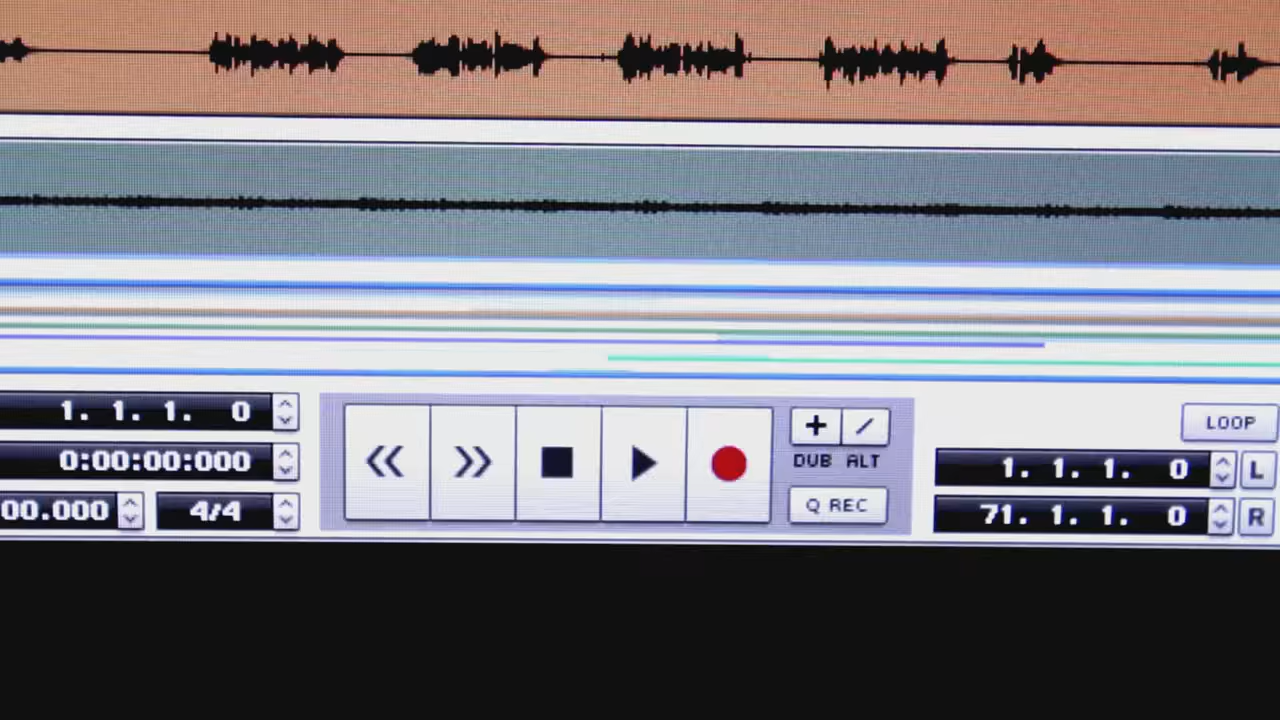 1. 1. 1. 0
0:00:00:000
00.000 4/4
+ /
DUB ALT
Q REC
LOOP
1. 1. 1. 0 L
71. 1. 1. 0 R